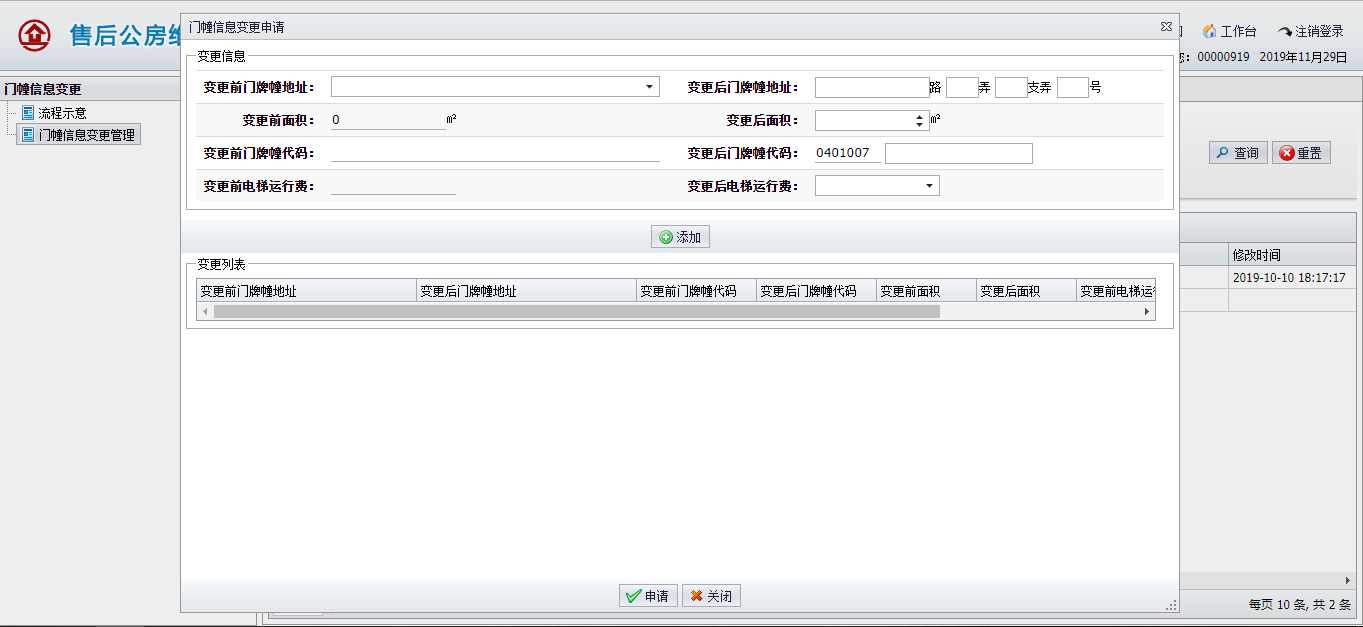 售后公房维
工作台 注销登录
00000919 2019年11月29日
门幢信息变更
流程示意
门幢信息变更管理
门幢信息变更申请
变更信息
变更前门牌幢地址： 变更后门牌幢地址： 路 弄 支弄 号
变更前面积： 0 ㎡ 变更后面积： ㎡
变更前门牌幢代码： 变更后门牌幢代码： 0401007
变更前电梯运行费： 变更后电梯运行费：
添加
变更列表
变更前门牌幢地址 变更后门牌幢地址 变更前门牌幢代码 变更后门牌幢代码 变更前面积 变更后面积 变更前电梯运行
申请 关闭
查询 重置
修改时间
2019-10-10 18:17:17
每页 10 条, 共 2 条